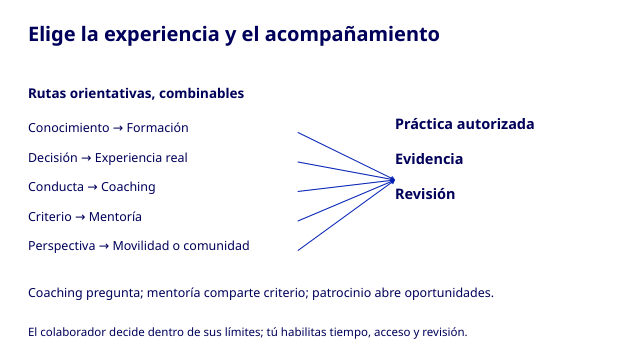 Elige la experiencia y el acompañamiento
Rutas orientativas, combinables
Conocimiento → Formación
Decisión → Experiencia real
Conducta → Coaching
Criterio → Mentoría
Perspectiva → Movilidad o comunidad
Práctica autorizada
Evidencia
Revisión
Coaching pregunta; mentoría comparte criterio; patrocinio abre oportunidades.
El colaborador decide dentro de sus límites; tú habilitas tiempo, acceso y revisión.